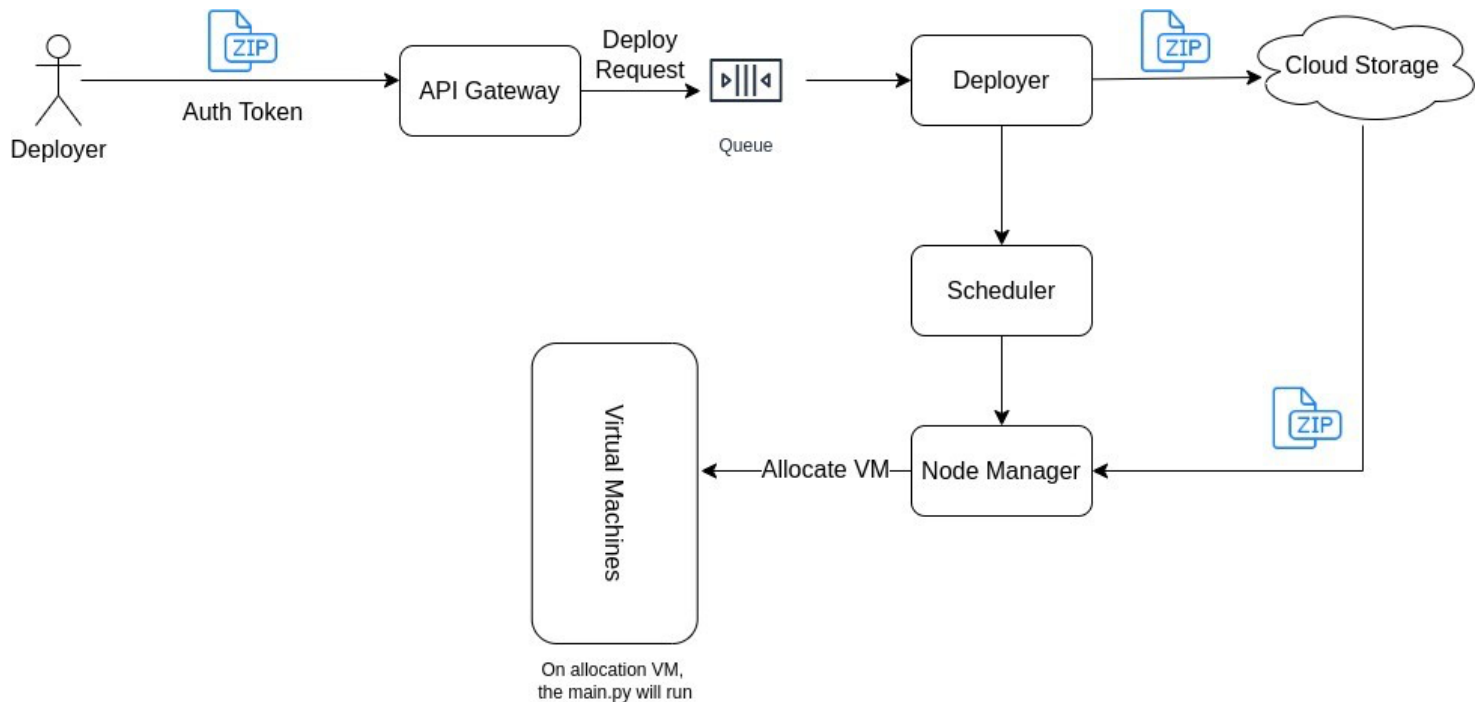 ZIP
Auth Token
Deployer
API Gateway
Deploy
Request
Queue
Deployer
ZIP
Cloud Storage
Scheduler
ZIP
Node Manager
Allocate VM
Virtual Machines
On allocation VM,
the main.py will run